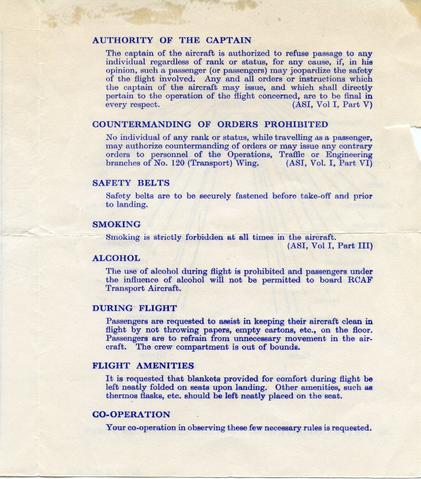 AUTHORITY OF THE CAPTAIN
The captain of the aircraft is authorized to refuse passage to any
individual regardless of rank or status, for any cause, if, in his
opinion, such a passenger (or passengers) may jeopardize the safety
of the flight involved. Any and all orders or instructions which
the captain of the aircraft may issue, and which shall directly
pertain to the operation of the flight concerned, are to be final in
every respect. (ASI, Vol I, Part V)
COUNTERMANDING OF ORDERS PROHIBITED
No individual of any rank or status, while travelling as a passenger,
may authorize countermanding of orders or may issue any contrary
orders to personnel of the Operations, Traffic or Engineering
branches of No. 120 (Transport) Wing. (ASI, Vol. I, Part VI)
SAFETY BELTS
Safety belts are to be securely fastened before take-off and prior
to landing.
SMOKING
Smoking is strictly forbidden at all times in the aircraft.
(ASI, Vol I, Part III)
ALCOHOL
The use of alcohol during flight is prohibited and passengers under
the influence of alcohol will not be permitted to board RCAF
Transport Aircraft.
DURING FLIGHT
Passengers are requested to assist in keeping their aircraft clean in
flight by not throwing papers, empty cartons, etc., on the floor.
Passengers are to refrain from unnecessary movement in the air-
craft. The crew compartment is out of bounds.
FLIGHT AMENITIES
It is requested that blankets provided for comfort during flight be
left neatly folded on seats upon landing. Other amenities, such as
thermos flasks, etc. should be left neatly placed on the seat.
CO-OPERATION
Your co-operation in observing these few necessary rules is requested.